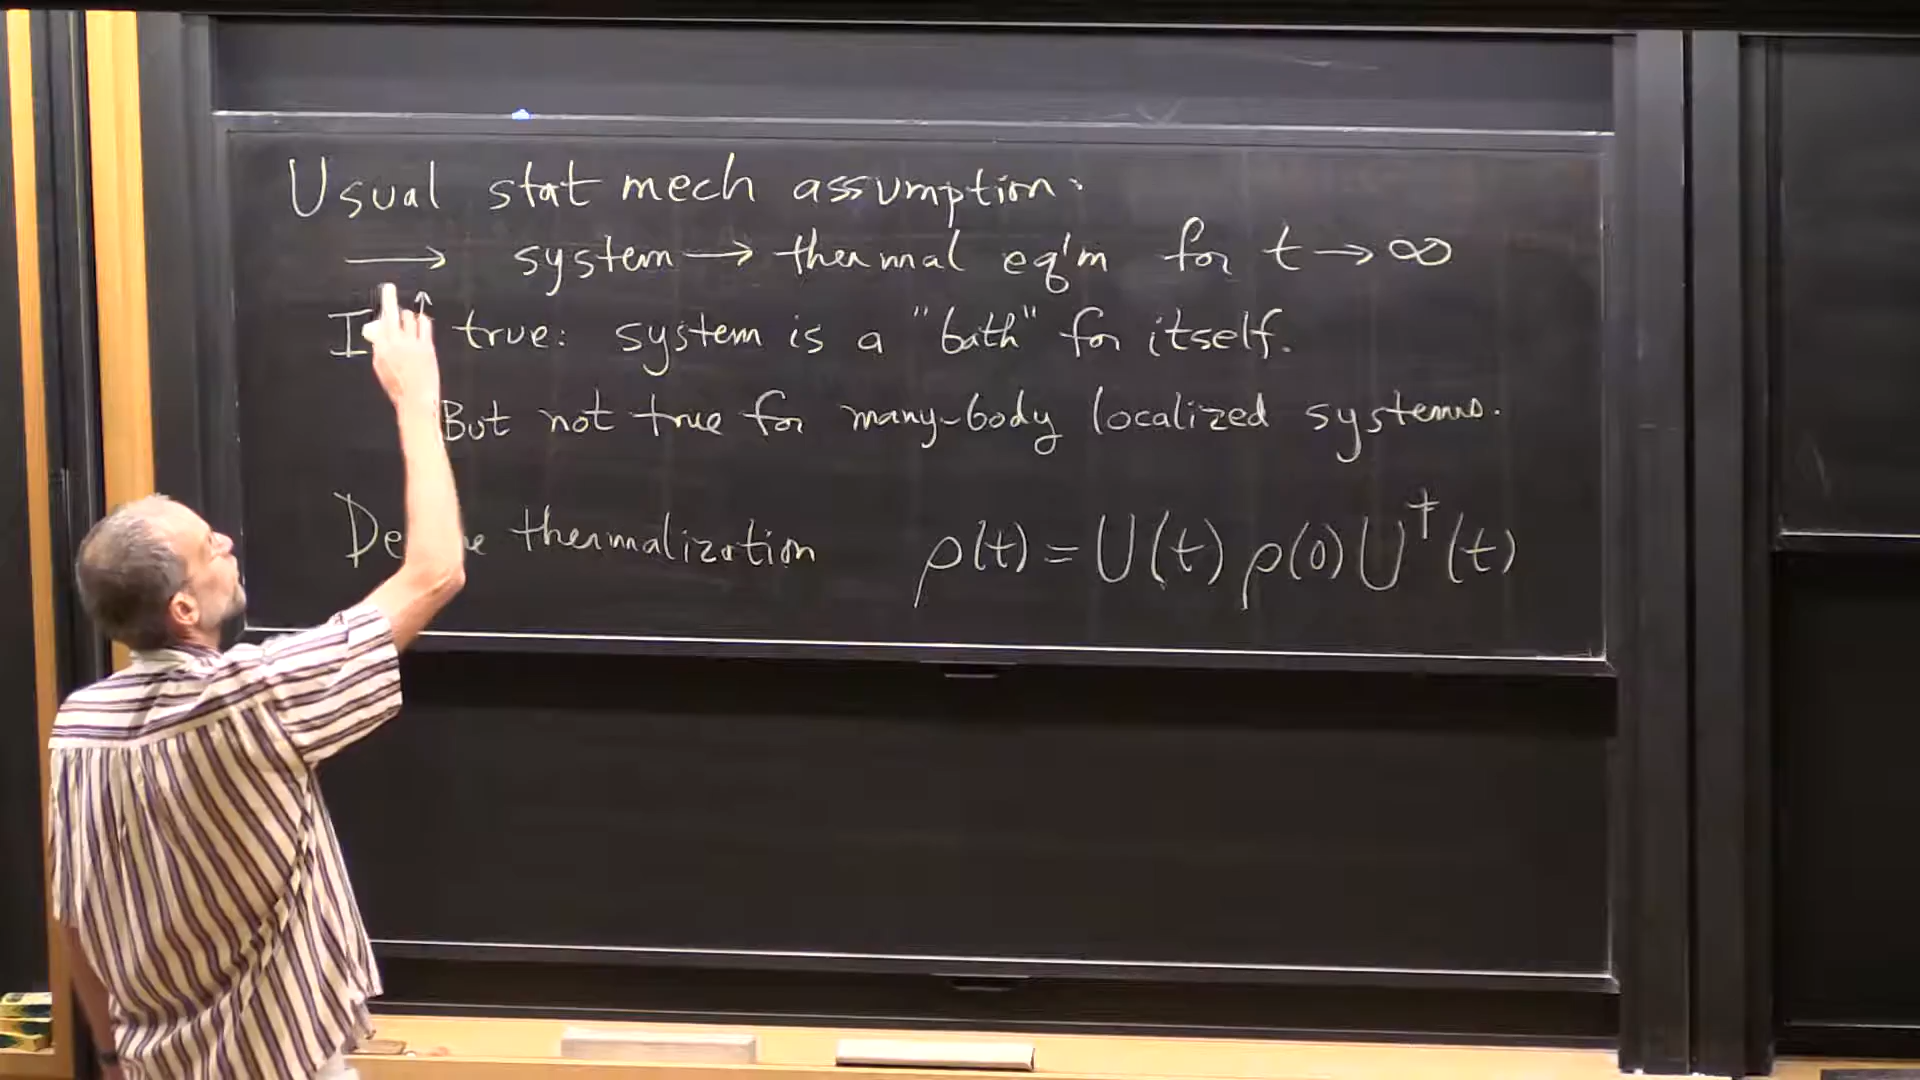 Usual stat mech assumption:
→ system → thermal eq'm for t → ∞
true: system is a "bath" for itself.
But not true for many-body localized systems.
thermalization ρ(t) = U(t) ρ(0) U†(t)